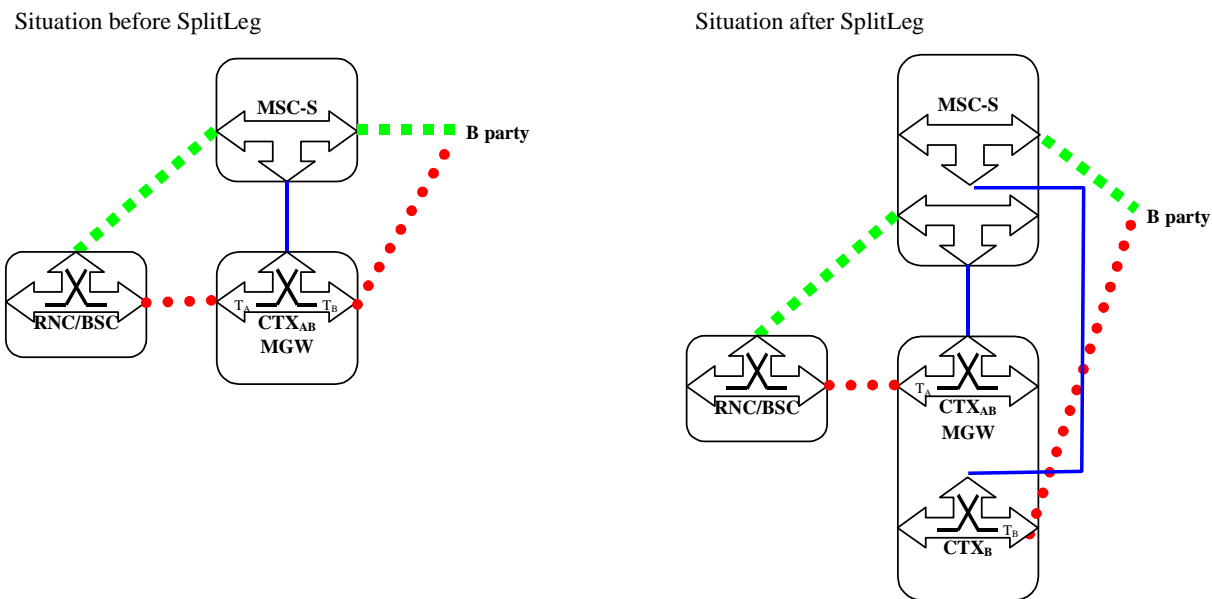 Situation before SplitLeg
MSC-S
B party
RNC/BSC
TA
TB
CTXAB
MGW
Situation after SplitLeg
MSC-S
B party
RNC/BSC
TA
CTXAB
MGW
TB
CTXB